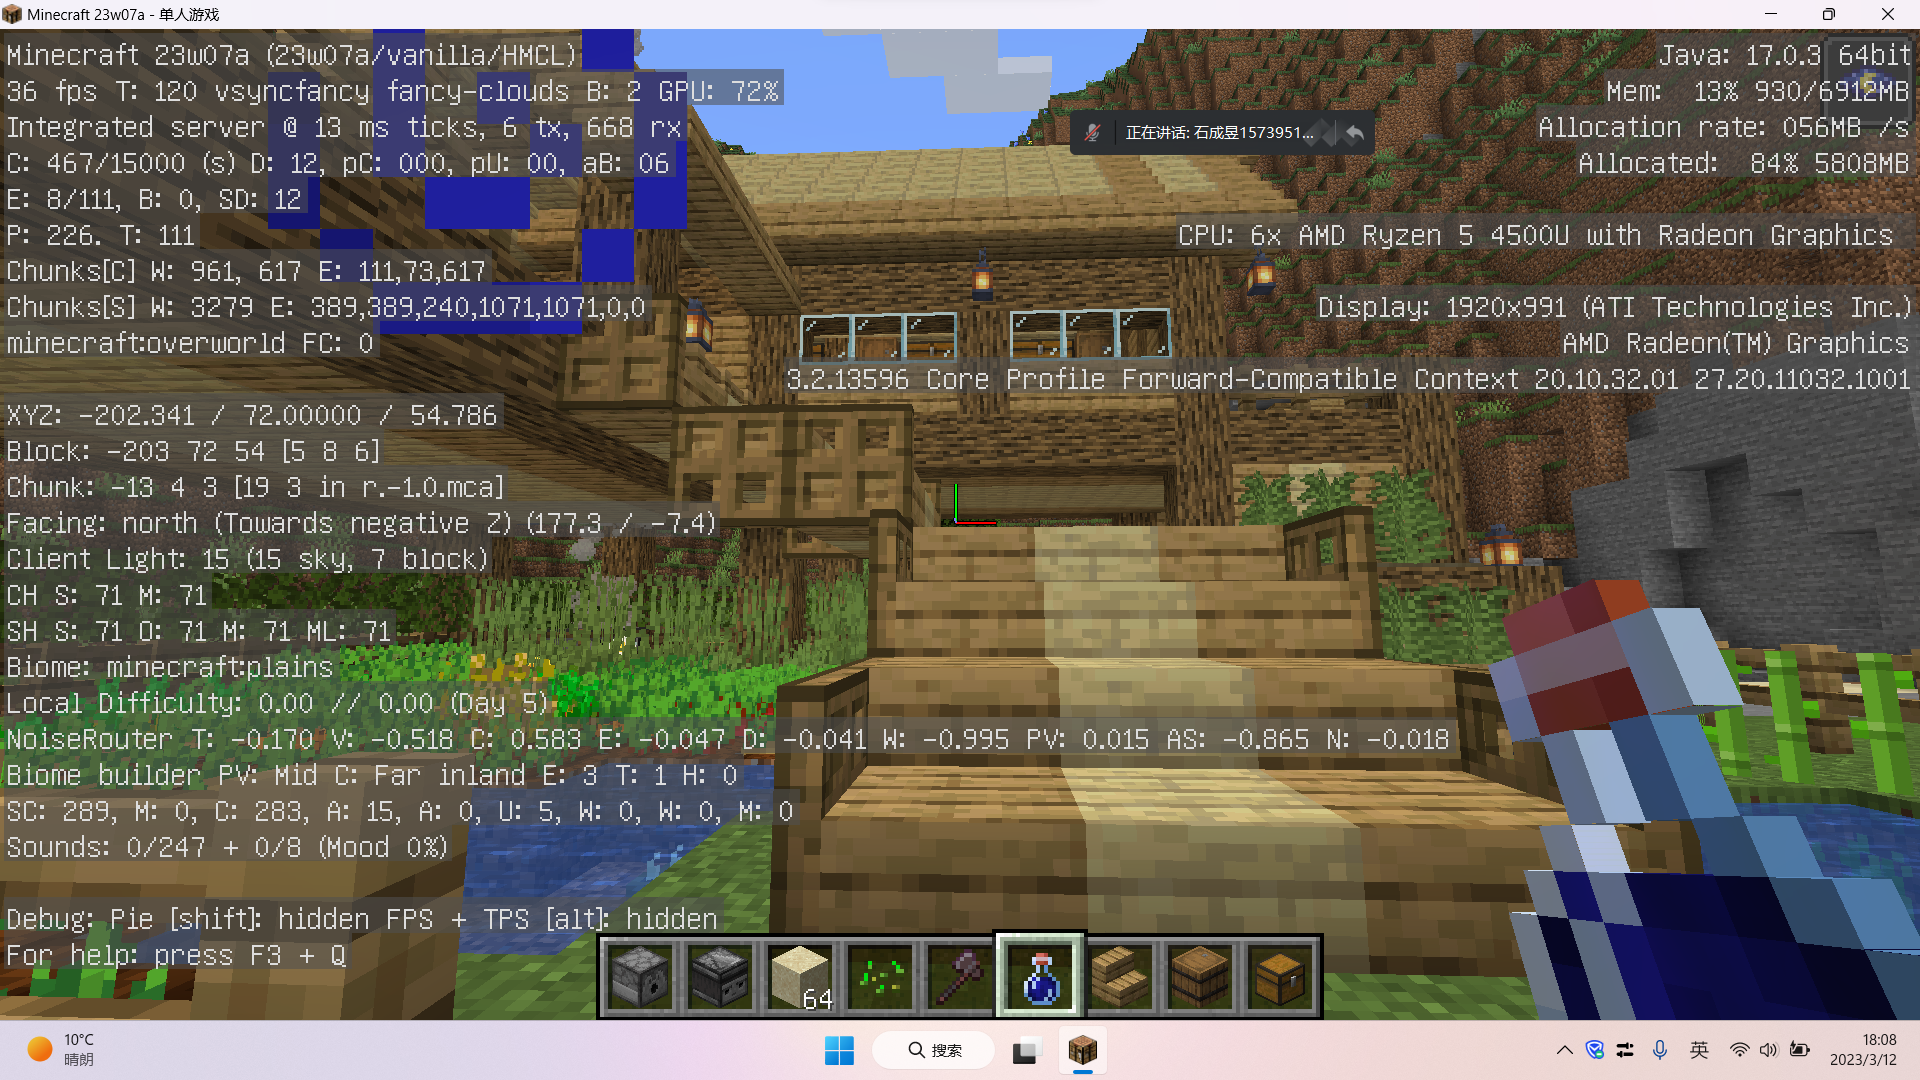 Minecraft 23w07a - 单人游戏
Minecraft 23w07a (23w07a/vanilla/HMCL)
36 fps T: 120 vsyncfancy fancy-clouds B: 2 GPU: 72%
Integrated server @ 13 ms ticks, 6 tx, 668 rx
C: 467/15000 (s) D: 12, pC: 000, pU: 00, aB: 06
E: 8/111, B: 0, SD: 12
P: 226. T: 111
Chunks[C] W: 961, 617 E: 111,73,617
Chunks[S] W: 3279 E: 389,389,240,1071,1071,0,0
minecraft:overworld FC: 0
XYZ: -202.341 / 72.00000 / 54.786
Block: -203 72 54 [5 8 6]
Chunk: -13 4 3 [19 3 in r.-1.0.mca]
Facing: north (Towards negative Z) (177.3 / -7.4)
Client Light: 15 (15 sky, 7 block)
CH S: 71 M: 71
SH S: 71 O: 71 M: 71 ML: 71
Biome: minecraft:plains
Local Difficulty: 0.00 // 0.00 (Day 5)
NoiseRouter T: -0.170 V: -0.518 C: 0.583 E: -0.047 D: -0.041 W: -0.995 PV: 0.015 AS: -0.865 N: -0.018
Biome builder PV: Mid C: Far inland E: 3 T: 1 H: 0
SC: 289, M: 0, C: 283, A: 15, A: 0, U: 5, W: 0, W: 0, M: 0
Sounds: 0/247 + 0/8 (Mood 0%)
Debug: Pie [shift]: hidden FPS + TPS [alt]: hidden
For help: press F3 + Q
Java: 17.0.3 64bit
Mem: 13% 930/6912MB
Allocation rate: 056MB /s
Allocated: 84% 5808MB
CPU: 6x AMD Ryzen 5 4500U with Radeon Graphics
Display: 1920x991 (ATI Technologies Inc.)
AMD Radeon(TM) Graphics
3.2.13596 Core Profile Forward-Compatible Context 20.10.32.01 27.20.11032.1001
正在讲话: 石成昱1573951...
64
10°C
晴朗
搜索
英
18:08
2023/3/12